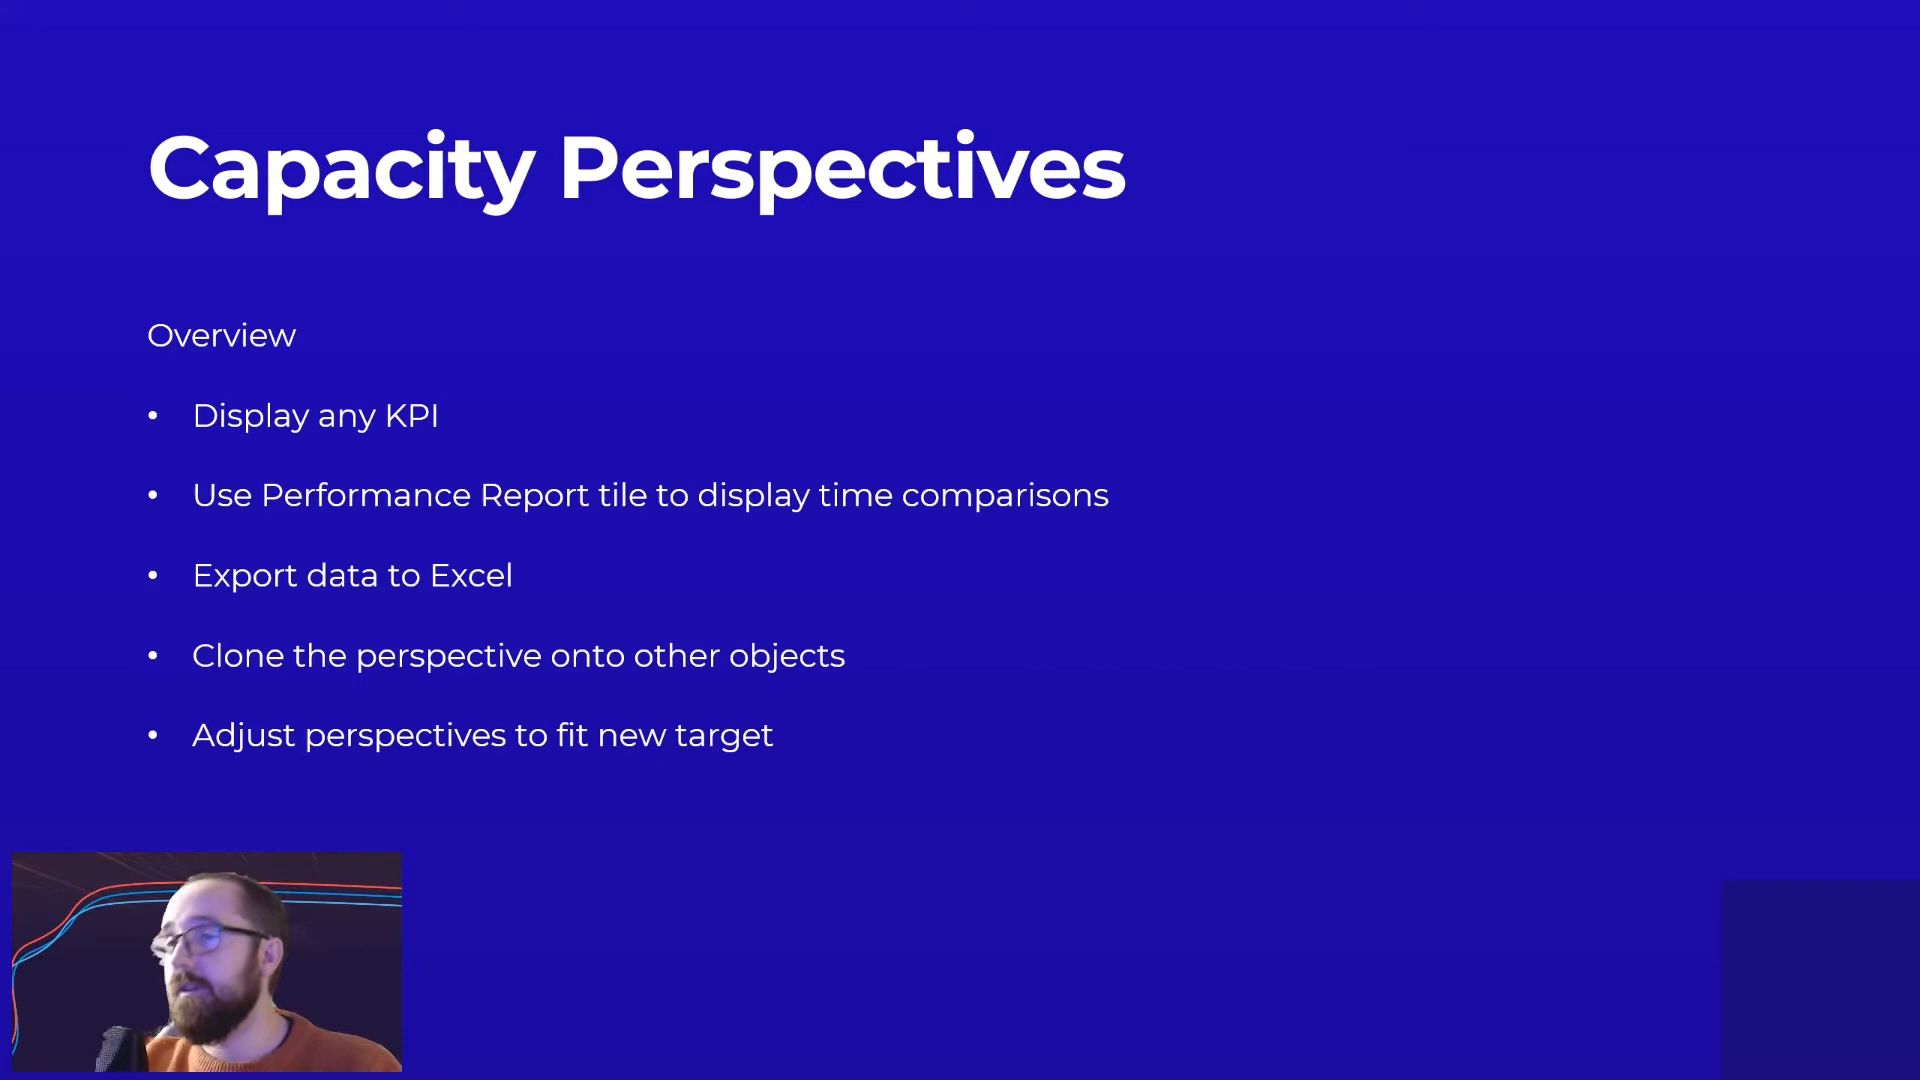 Capacity Perspectives
Overview
• Display any KPI
• Use Performance Report tile to display time comparisons
• Export data to Excel
• Clone the perspective onto other objects
• Adjust perspectives to fit new target